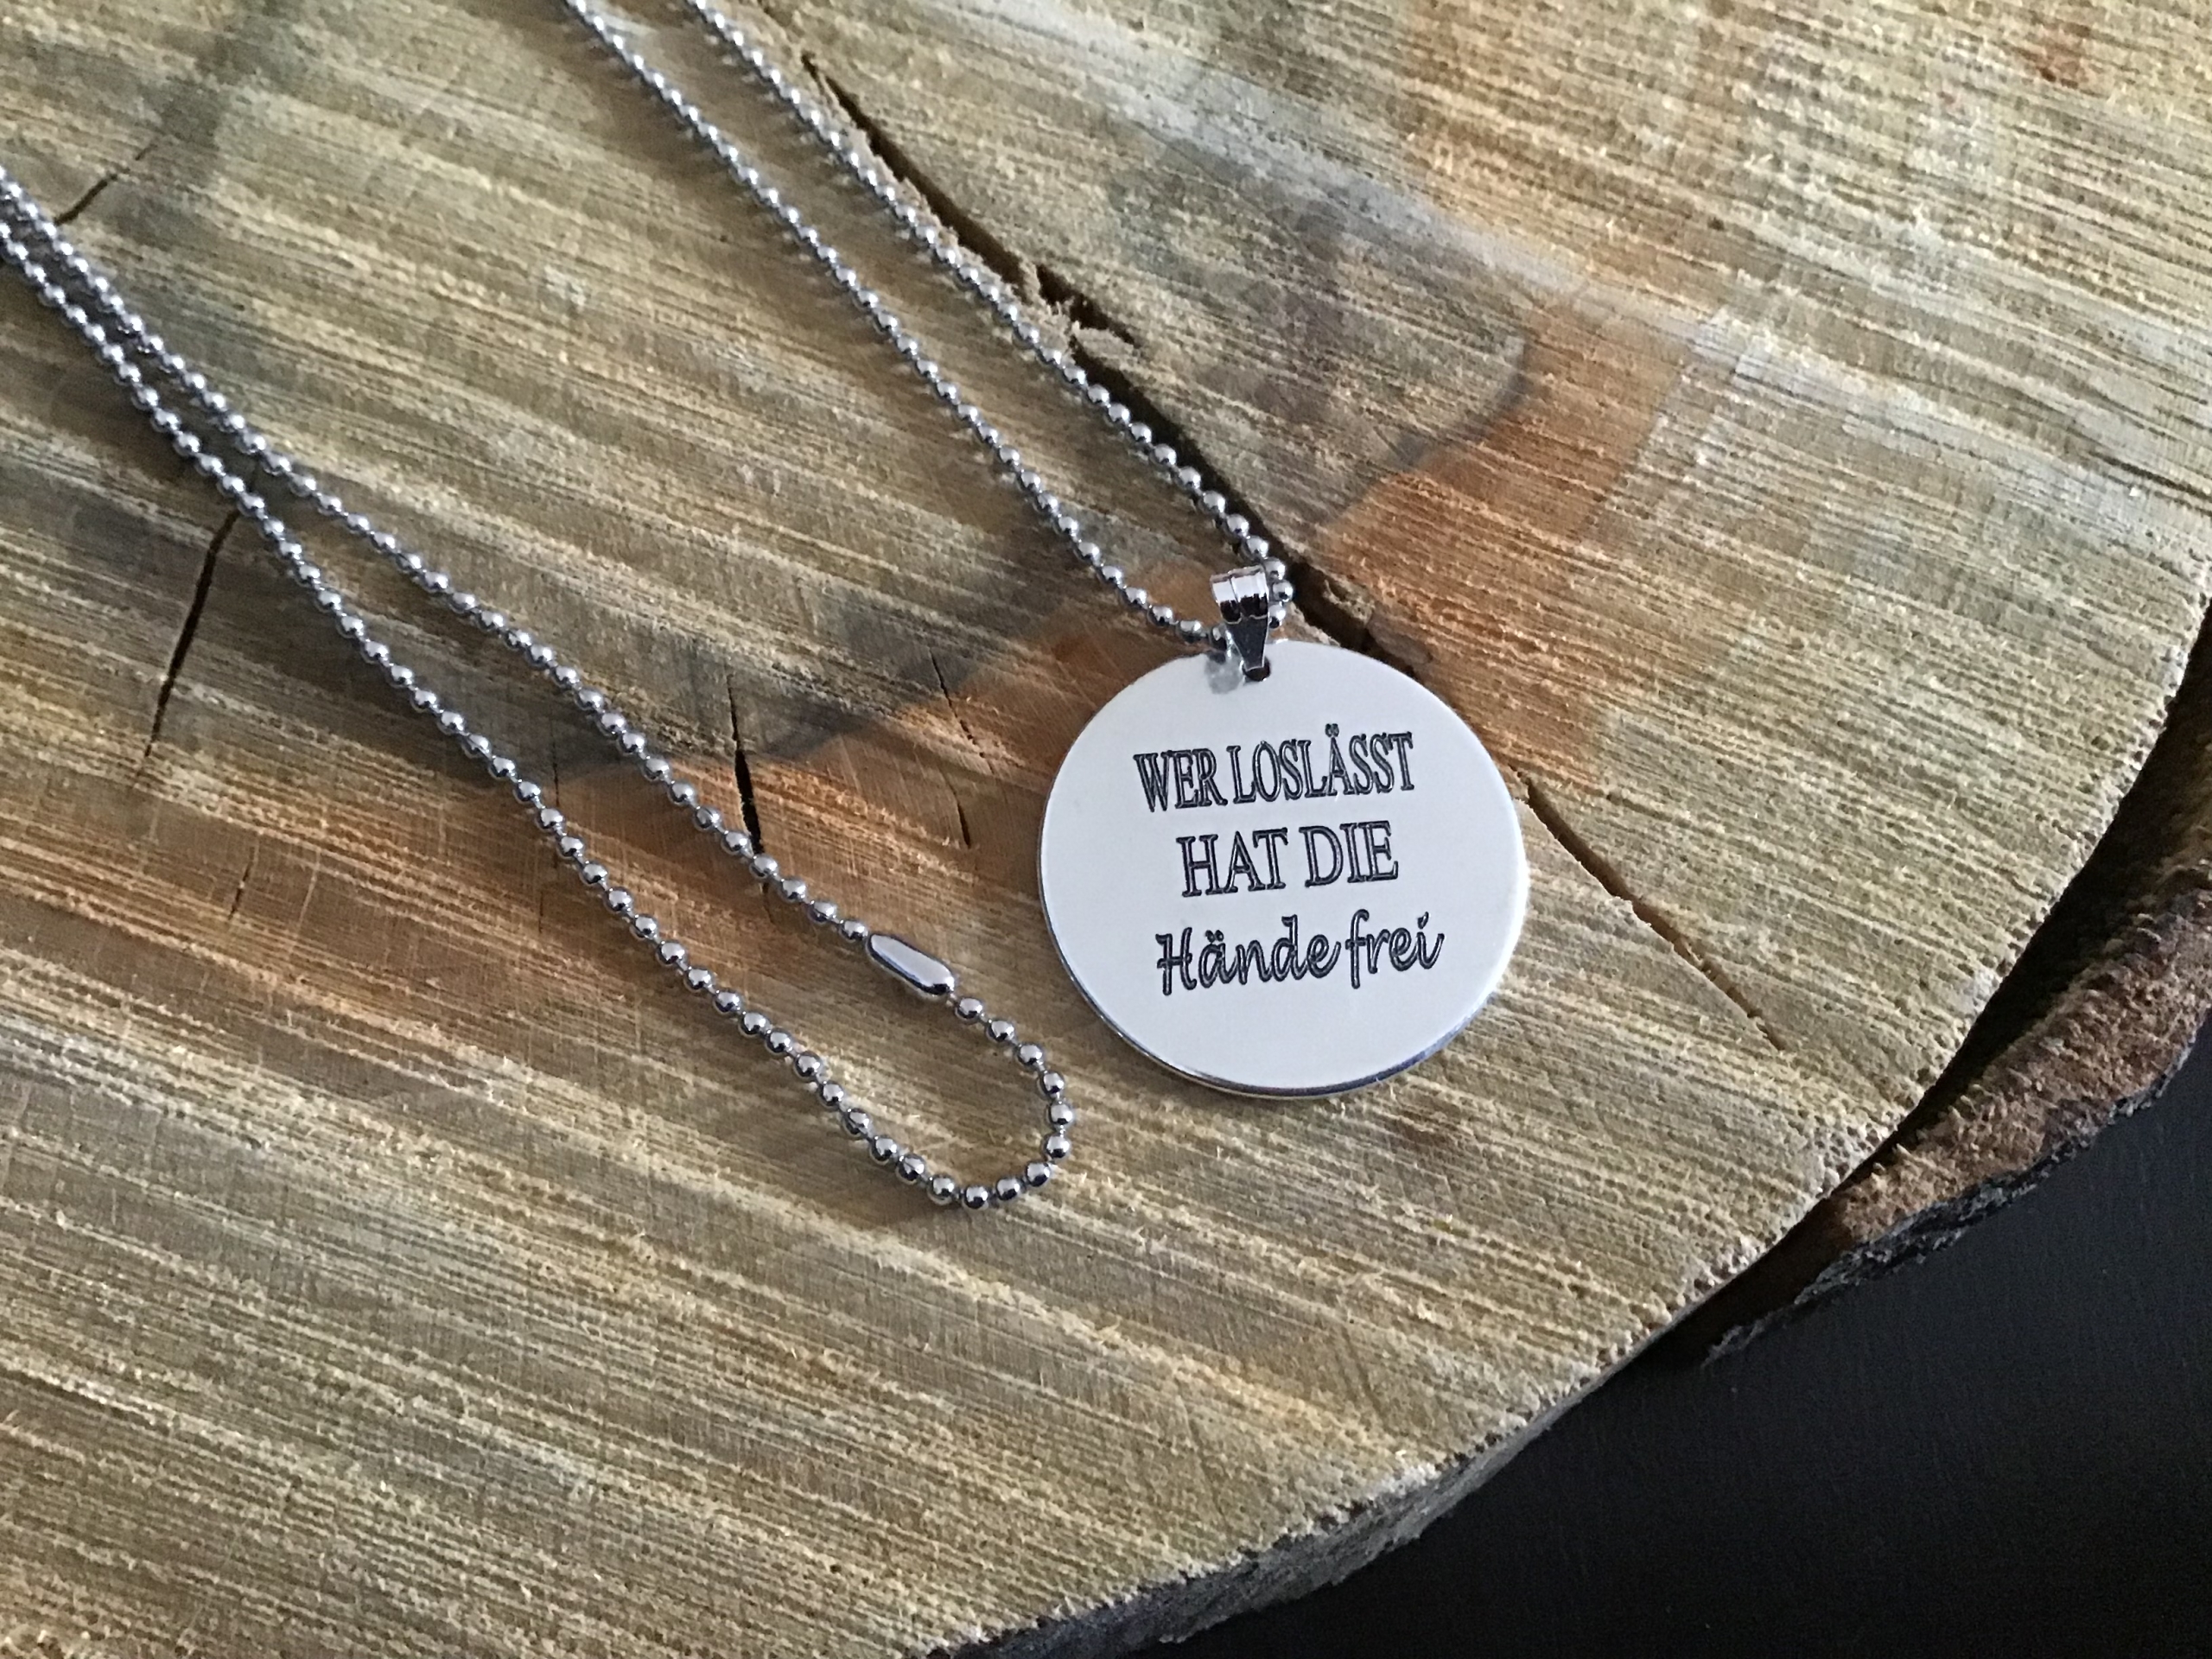 WER LOSLÄSST
HAT DIE
Hände frei